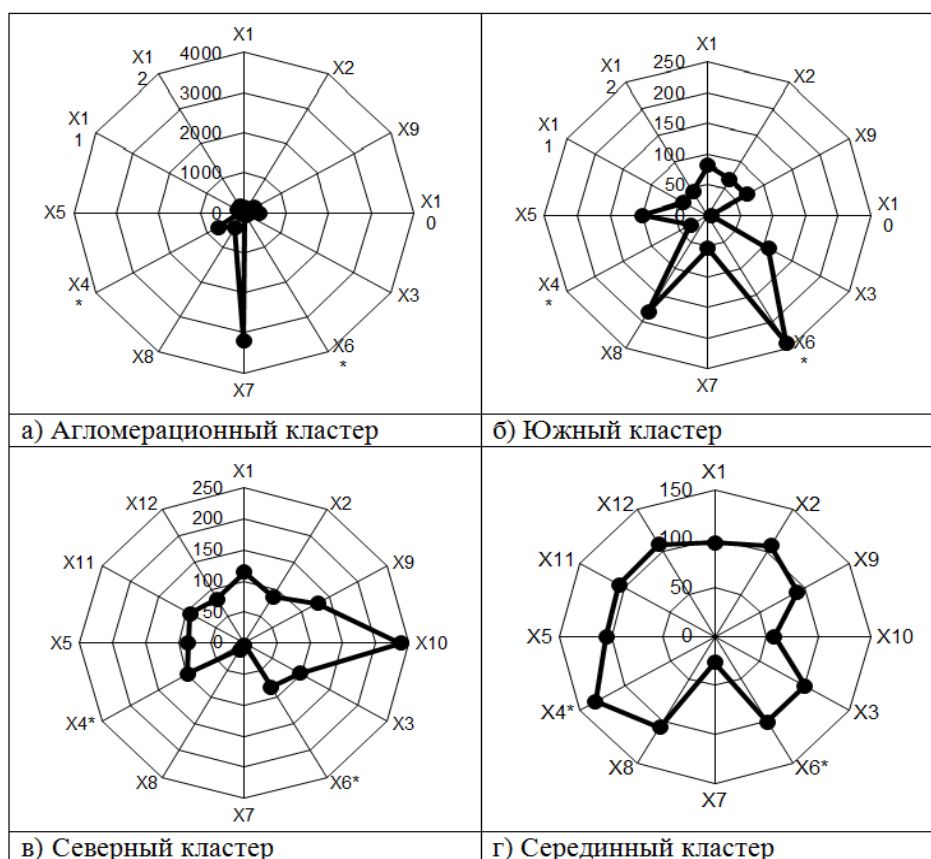 X1
4000
X1
2
X2
3000
X1
1
2000
X9
1000
X5
0
X1
0
X4
*
X3
X8
X6
*
X7
а) Агломерационный кластер
X1
250
X1
2
X2
200
X1
1
150
X9
100
50
X5
0
X1
0
X4
*
X3
X8
X6
*
X7
б) Южный кластер
X1
250
X12
X2
200
X11
150
X9
100
50
X5
0
X10
X4*
X3
X8
X6*
X7
в) Северный кластер
X1
150
X12
X2
100
X11
X9
50
X5
0
X10
X4*
X3
X8
X6*
X7
г) Серединный кластер